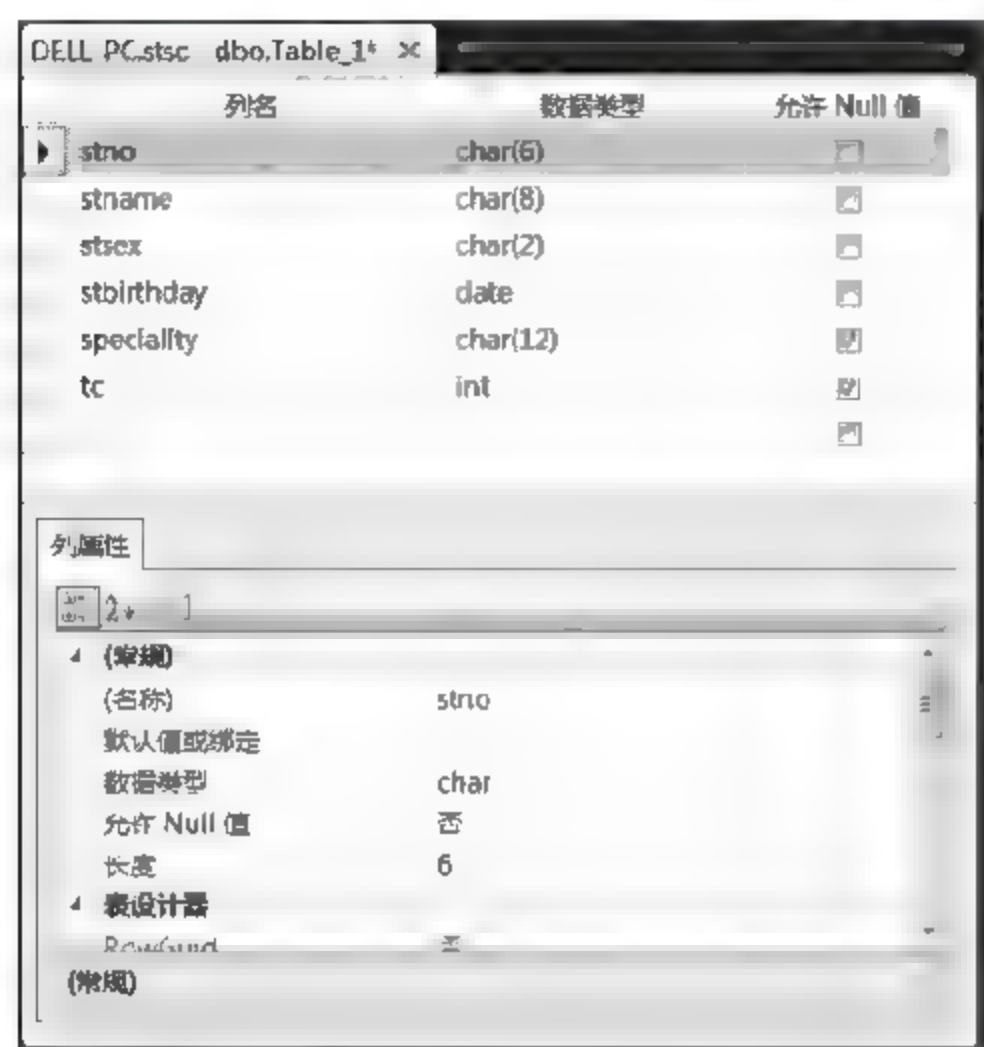 DELL PC.stsc dbo.Table_1* ×
列名 数据类型 允许 Null 值
stno char(6)
stname char(8)
stsex char(2)
stbirthday date
speciality char(12)
tc int
列属性
(常规)
(名称) stno
默认值或绑定
数据类型 char
允许 Null 值 否
长度 6
表设计器
RowGuid 否
(常规)